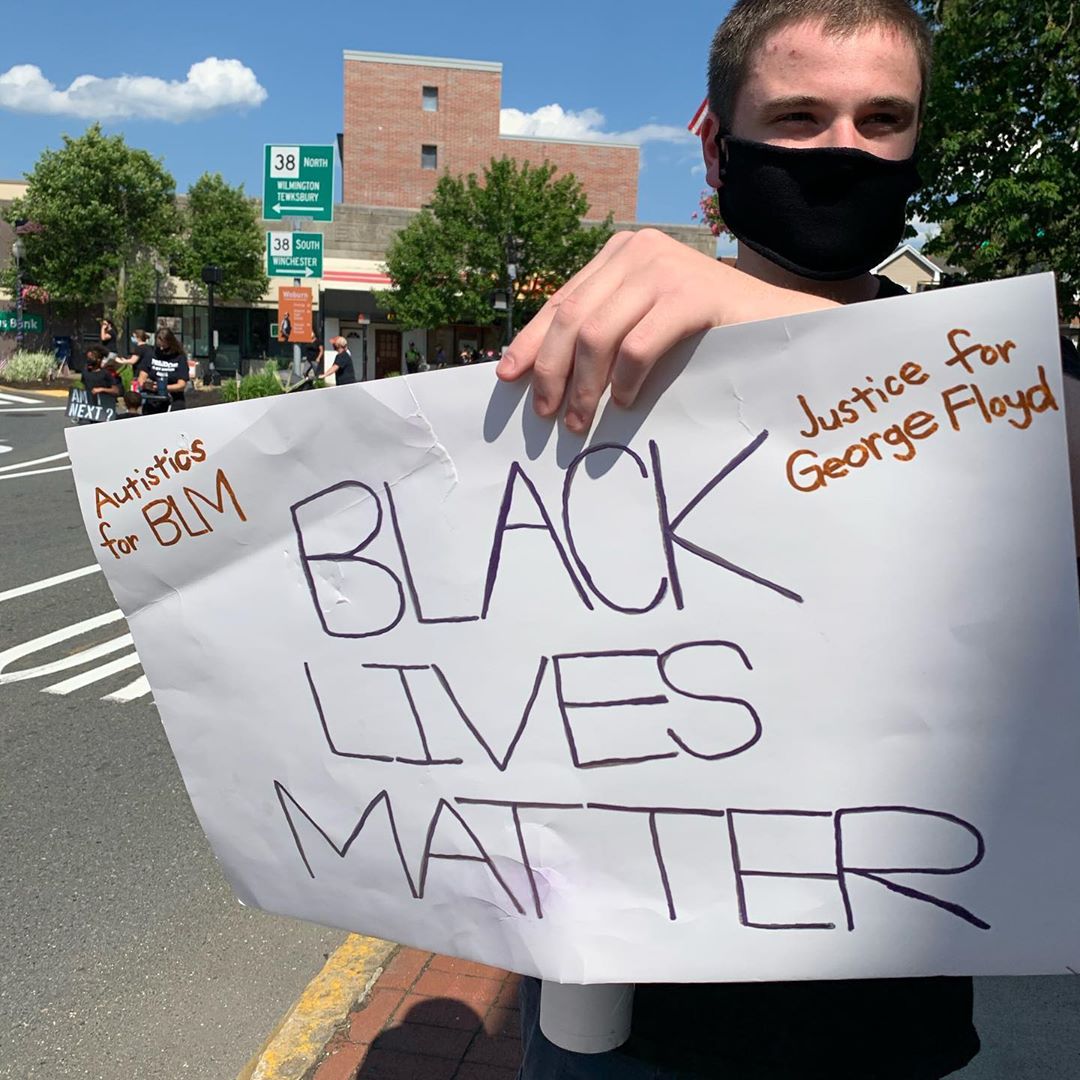 38 NORTH
WILMINGTON
TEWKSBURY
38 SOUTH
WINCHESTER
Woburn
Bank
AM
NEXT ?
Autistics
for BLM
Justice for
George Floyd
BLACK
LIVES
MATTER